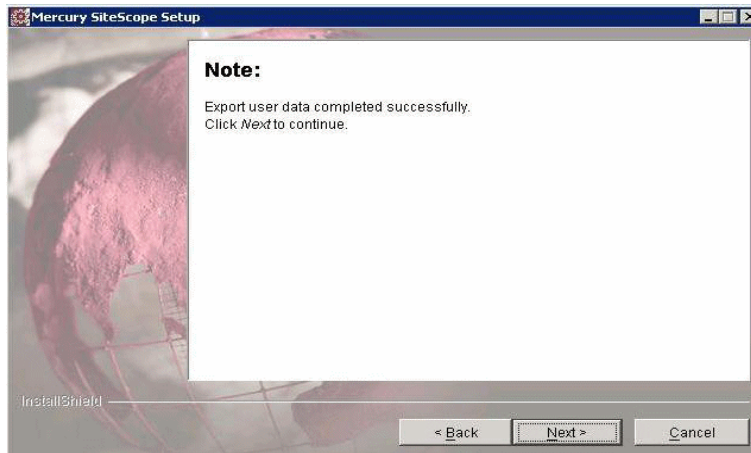 Mercury SiteScope Setup
Note:
Export user data completed successfully.
Click Next to continue.
InstallShield
< Back
Next >
Cancel